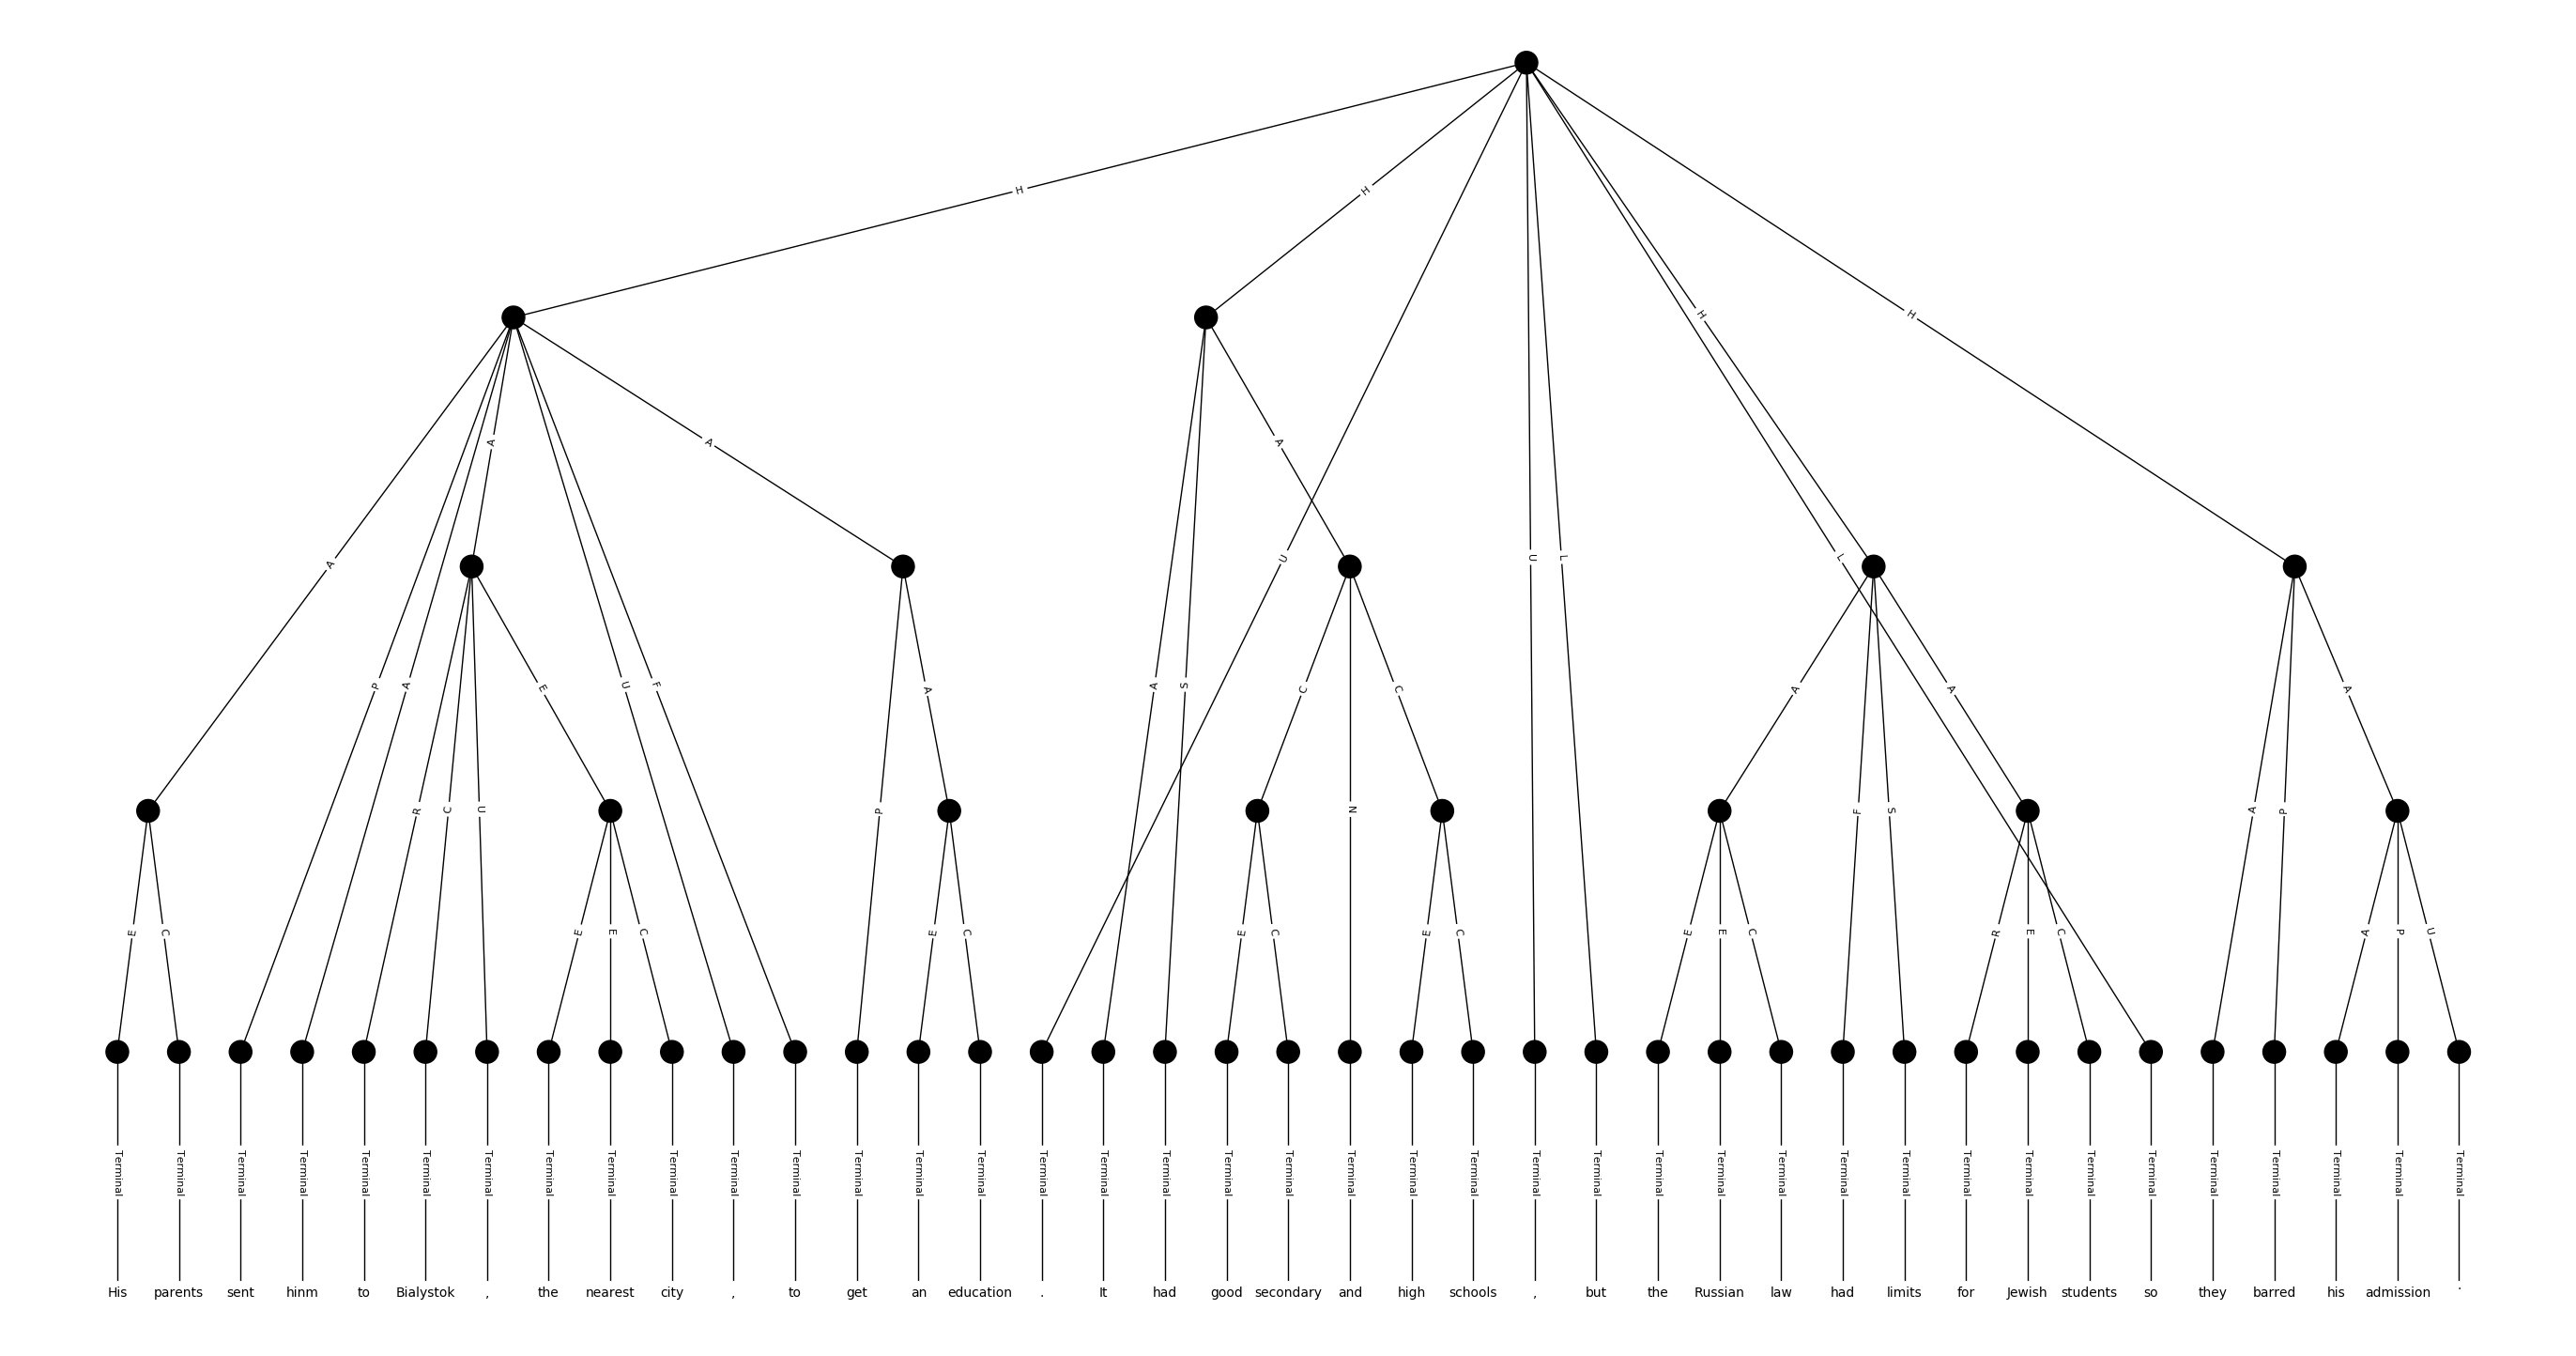 H H
H H
A A A
U L L
A
P A U F A S
E C C A A A
R C U P N F S A P
E C E E C E C E C E C E E C R E C A P U
Terminal Terminal Terminal Terminal Terminal Terminal Terminal Terminal Terminal Terminal Terminal Terminal Terminal Terminal Terminal Terminal Terminal Terminal Terminal Terminal Terminal Terminal Terminal Terminal Terminal Terminal Terminal Terminal Terminal Terminal Terminal Terminal Terminal Terminal Terminal Terminal Terminal Terminal Terminal
His parents sent hinm to Bialystok , the nearest city , to get an education . It had good secondary and high schools , but the Russian law had limits for Jewish students so they barred his admission .